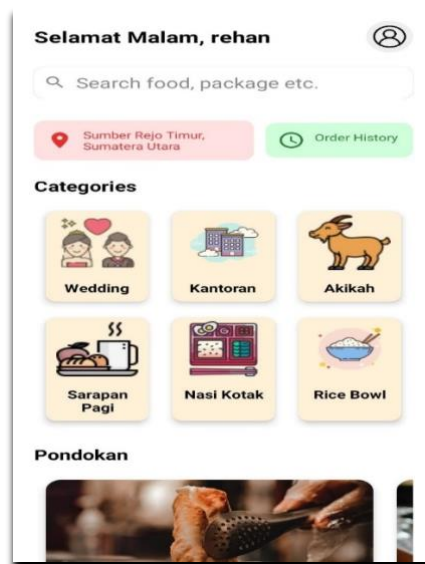 Selamat Malam, rehan
Search food, package etc.
Sumber Rejo Timur,
Sumatera Utara
Order History
Categories
Wedding
Kantoran
Akikah
Sarapan
Pagi
Nasi Kotak
Rice Bowl
Pondokan